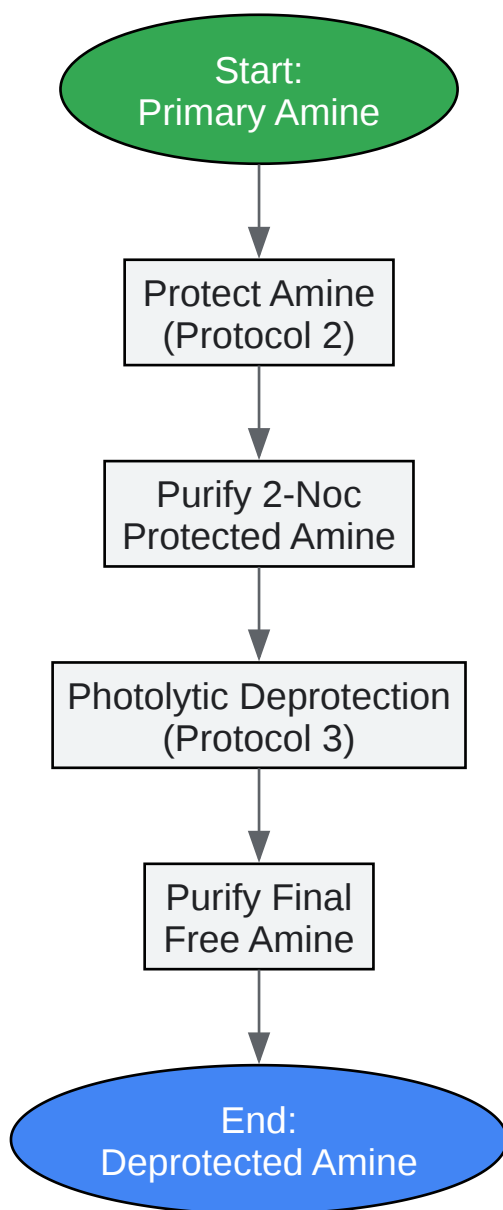 Start:
Primary Amine
Protect Amine
(Protocol 2)
Purify 2-Noc
Protected Amine
Photolytic Deprotection
(Protocol 3)
Purify Final
Free Amine
End:
Deprotected Amine